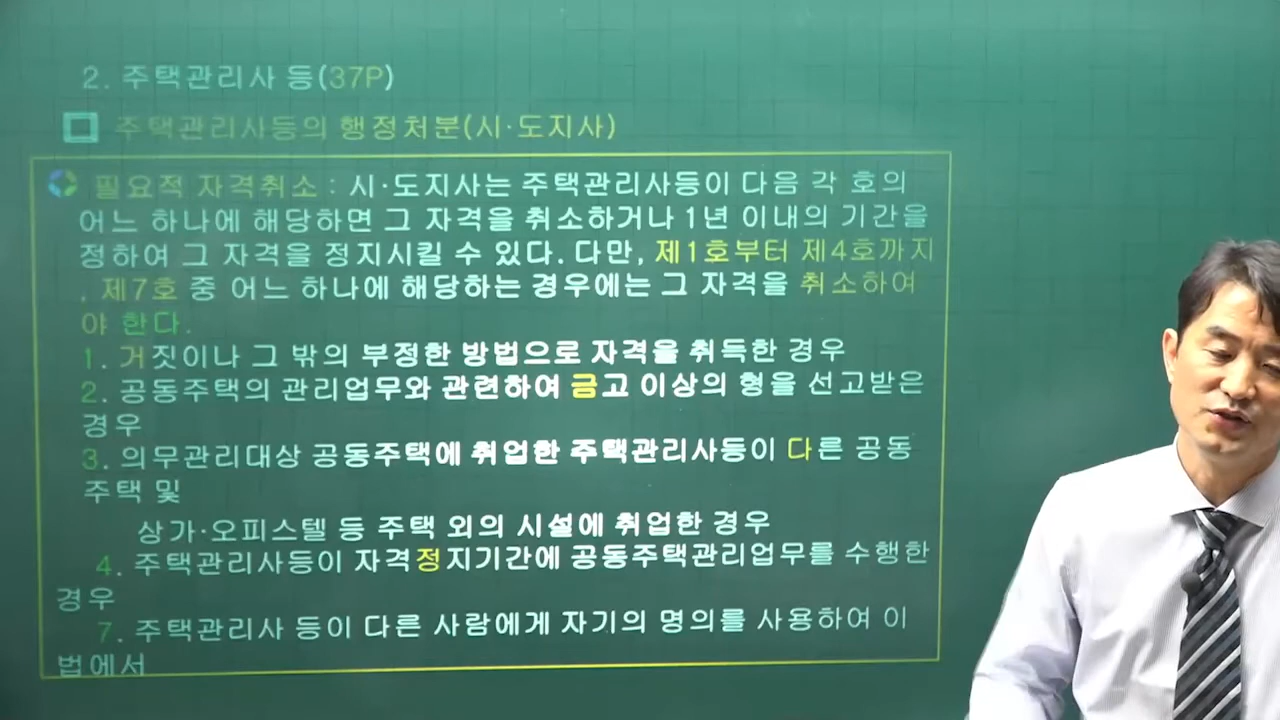 2. 주택관리사 등(37P)
주택관리사등의 행정처분(시·도지사)
필요적 자격취소 : 시·도지사는 주택관리사등이 다음 각 호의
어느 하나에 해당하면 그 자격을 취소하거나 1년 이내의 기간을
정하여 그 자격을 정지시킬 수 있다. 다만, 제1호부터 제4호까지
, 제7호 중 어느 하나에 해당하는 경우에는 그 자격을 취소하여
야 한다.
1. 거짓이나 그 밖의 부정한 방법으로 자격을 취득한 경우
2. 공동주택의 관리업무와 관련하여 금고 이상의 형을 선고받은
경우
3. 의무관리대상 공동주택에 취업한 주택관리사등이 다른 공동
주택 및
상가·오피스텔 등 주택 외의 시설에 취업한 경우
4. 주택관리사등이 자격정지기간에 공동주택관리업무를 수행한
경우
7. 주택관리사 등이 다른 사람에게 자기의 명의를 사용하여 이
법에서